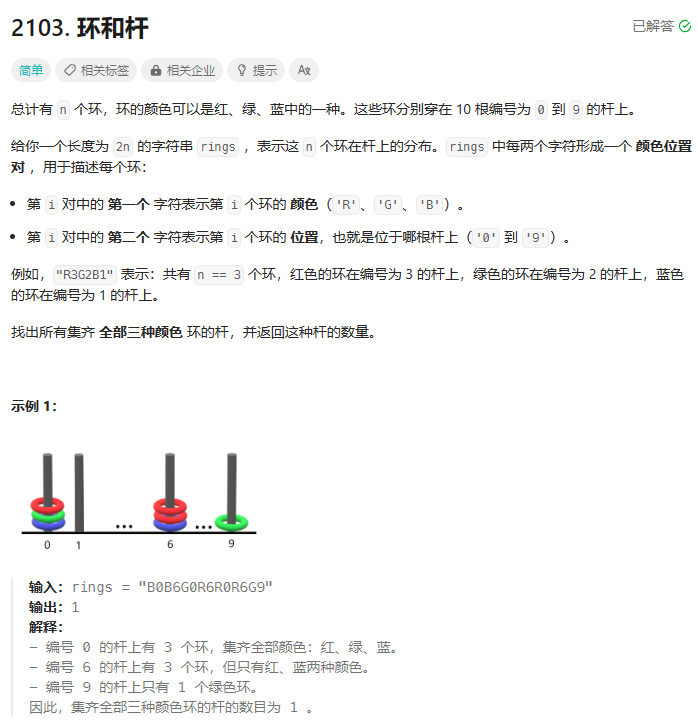 2103. 环和杆
已解答
简单 相关标签 相关企业 提示 A文
总计有 n 个环，环的颜色可以是红、绿、蓝中的一种。这些环分别穿在 10 根编号为 0 到 9 的杆上。
给你一个长度为 2n 的字符串 rings ，表示这 n 个环在杆上的分布。rings 中每两个字符形成一个 颜色位置
对 ，用于描述每个环：
• 第 i 对中的 第一个 字符表示第 i 个环的 颜色（'R'、'G'、'B'）。
• 第 i 对中的 第二个 字符表示第 i 个环的 位置，也就是位于哪根杆上（'0' 到 '9'）。
例如，"R3G2B1" 表示：共有 n == 3 个环，红色的环在编号为 3 的杆上，绿色的环在编号为 2 的杆上，蓝色
的环在编号为 1 的杆上。
找出所有集齐 全部三种颜色 环的杆，并返回这种杆的数量。
示例 1：
... ...
0 1 6 9
输入：rings = "B0B6G0R6R0R6G9"
输出：1
解释：
- 编号 0 的杆上有 3 个环，集齐全部颜色：红、绿、蓝。
- 编号 6 的杆上有 3 个环，但只有红、蓝两种颜色。
- 编号 9 的杆上只有 1 个绿色环。
因此，集齐全部三种颜色环的杆的数目为 1 。